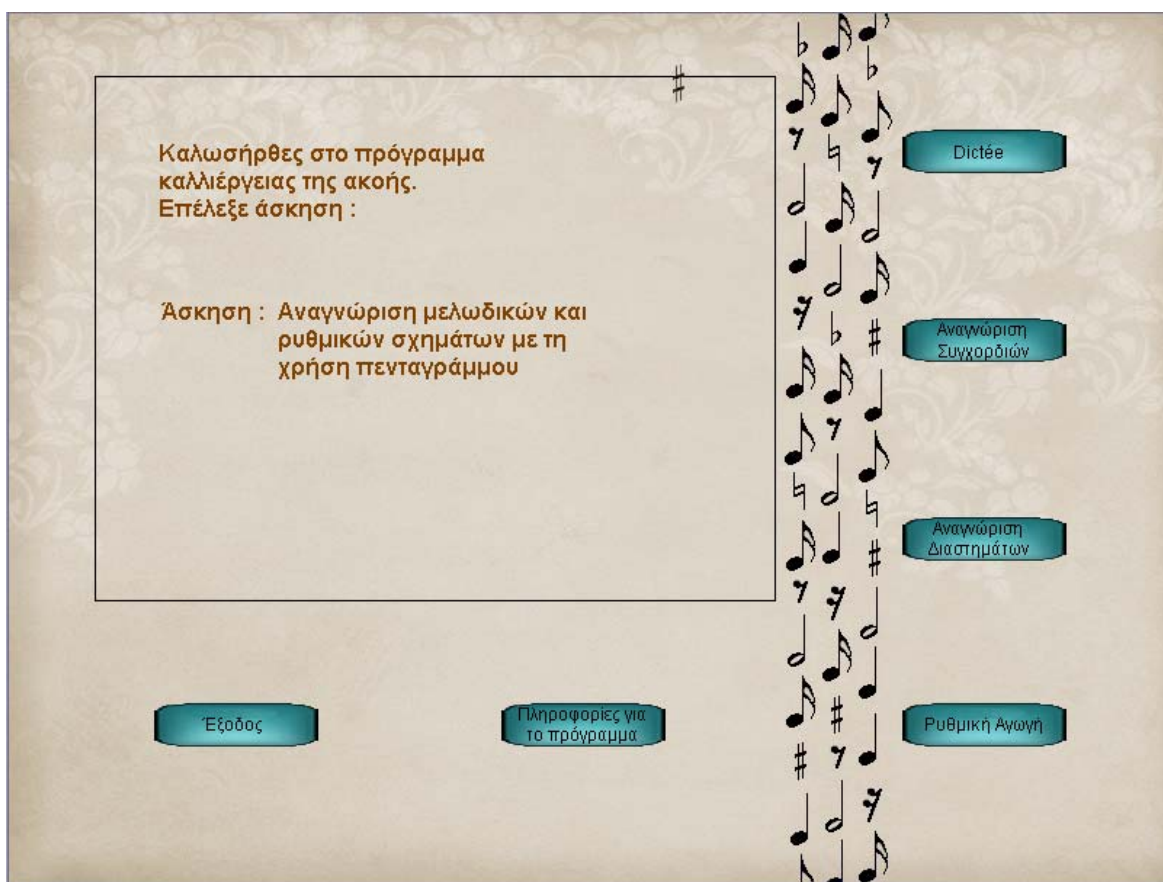 Καλωσήρθες στο πρόγραμμα
καλλιέργειας της ακοής.
Επέλεξε άσκηση :
Άσκηση : Αναγνώριση μελωδικών και
ρυθμικών σχημάτων με τη
χρήση πενταγράμμου
Dictée
Αναγνώριση
Συγχορδιών
Αναγνώριση
Διαστημάτων
Έξοδος
Πληροφορίες για
το πρόγραμμα
Ρυθμική Αγωγή